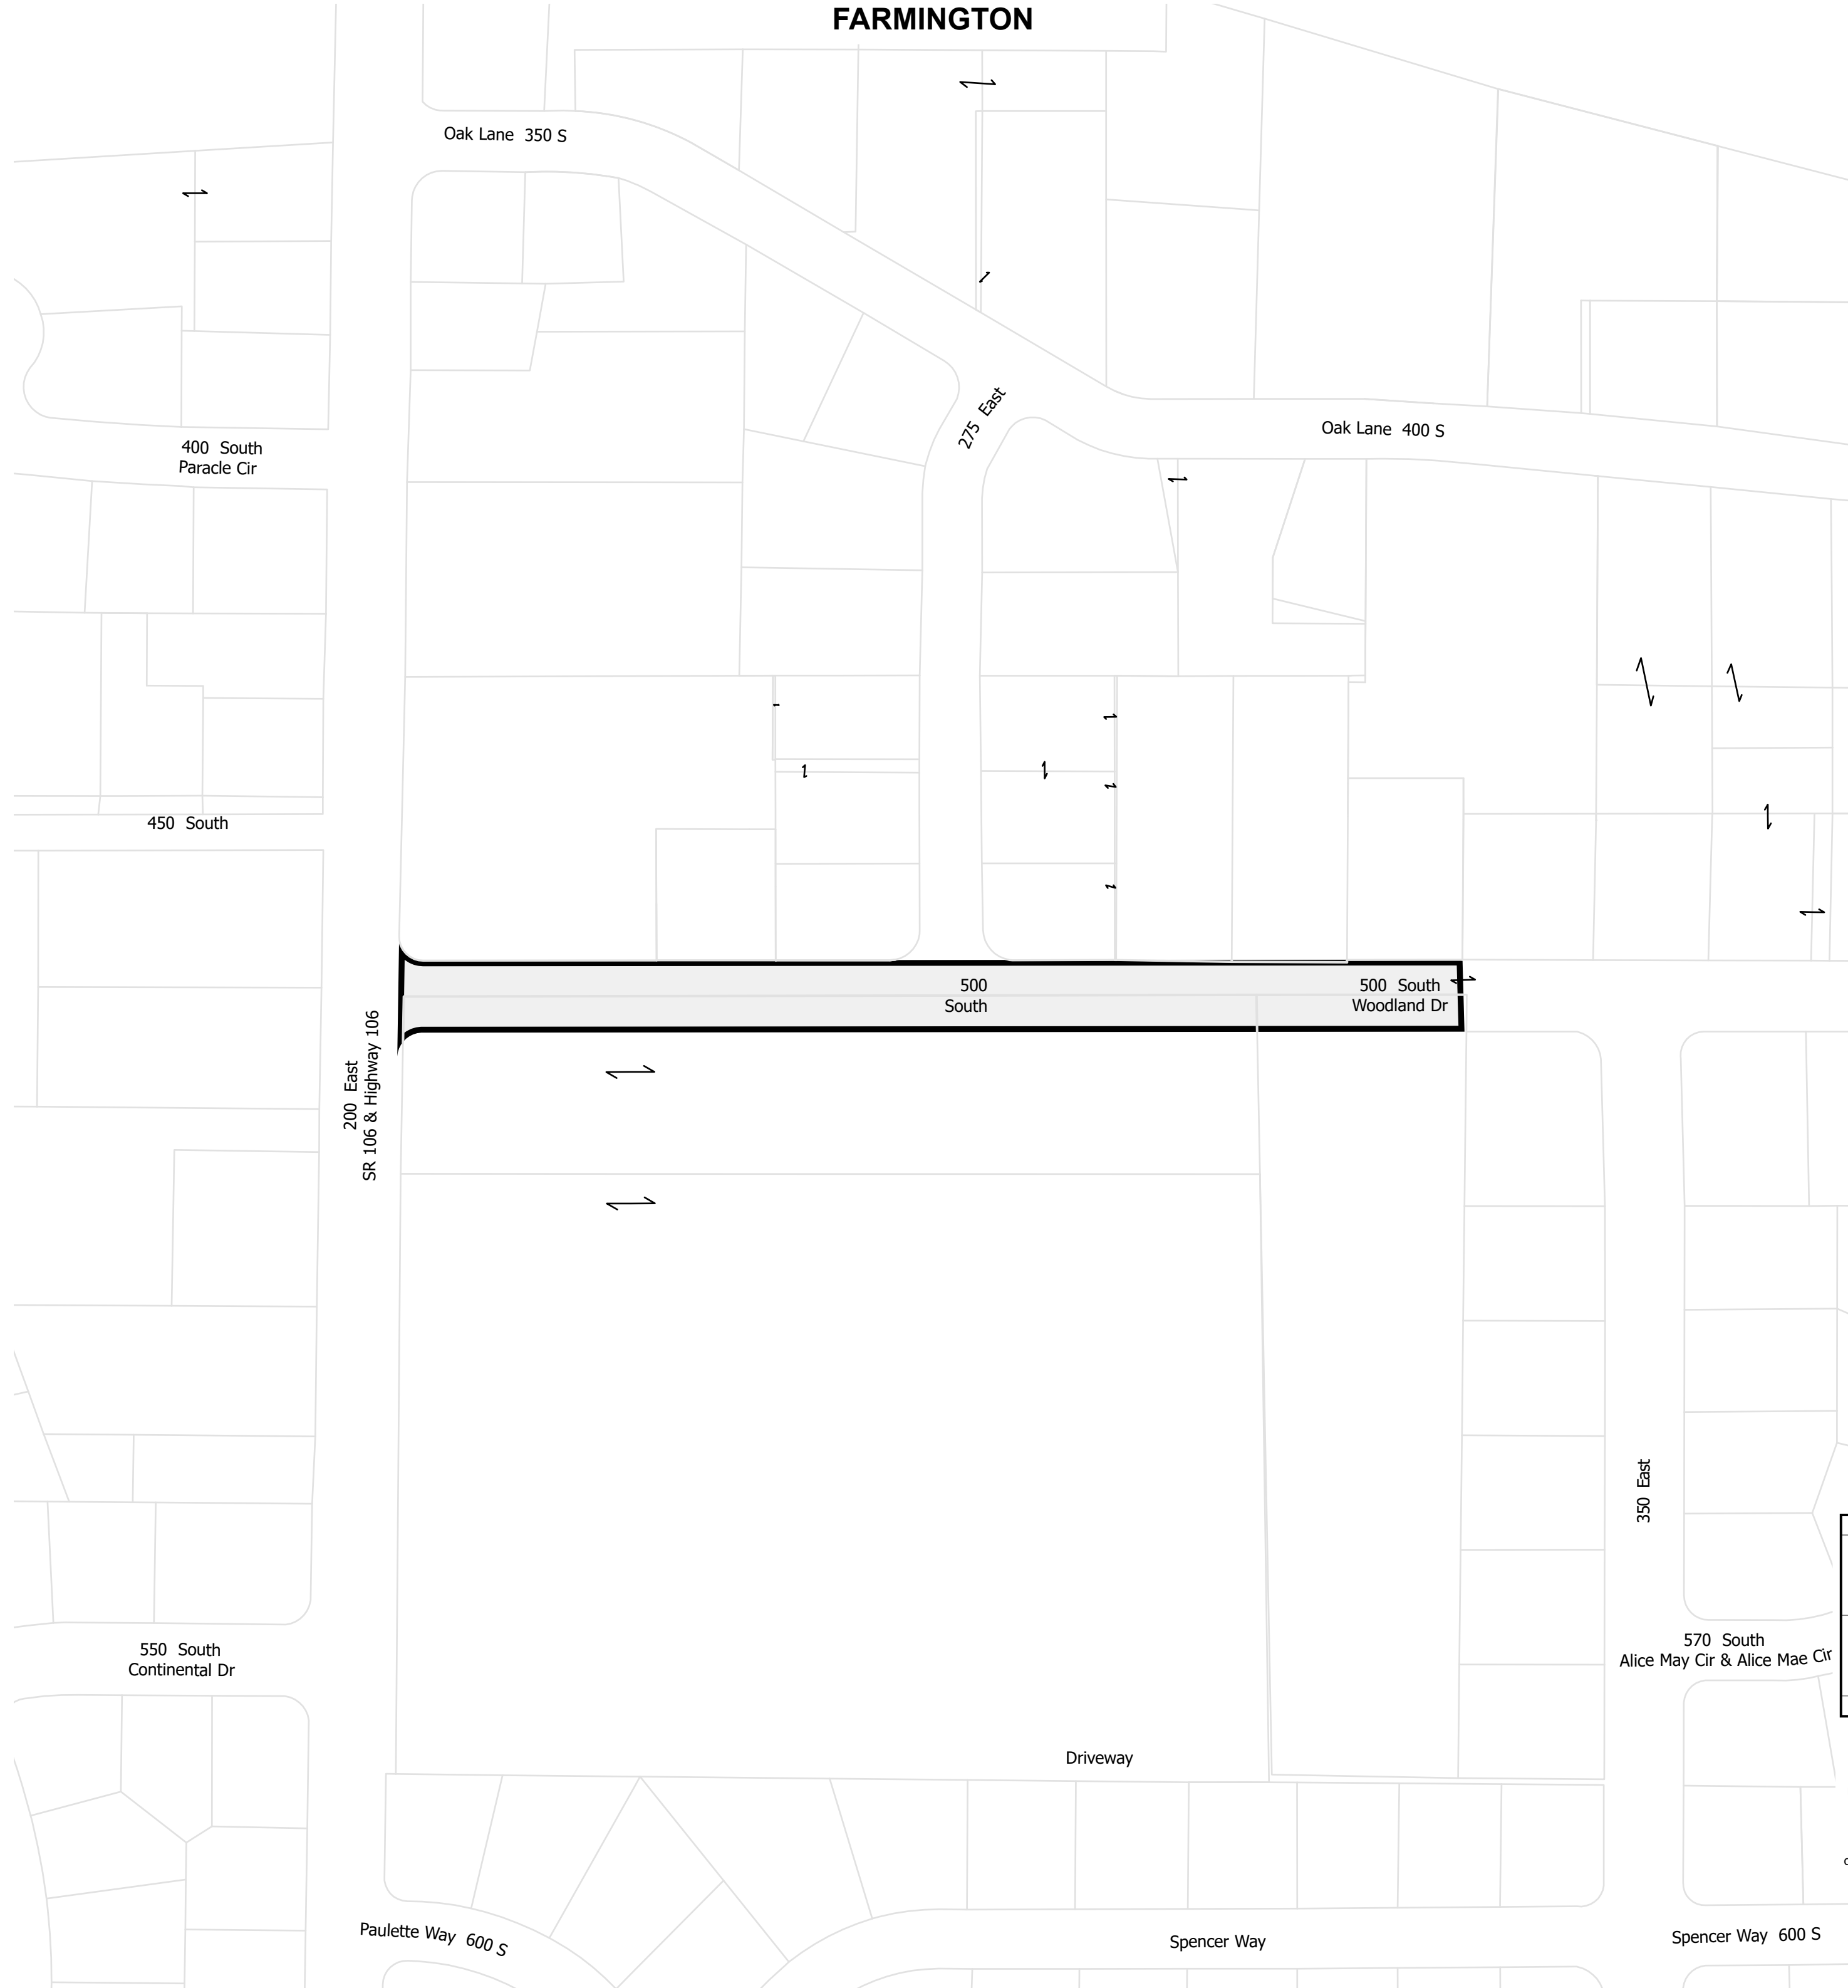 FARMINGTON
Oak Lane 350 S
275 East
Oak Lane 400 S
400 South
Paracle Cir
450 South
500
South
500 South
Woodland Dr
200 East
SR 106 & Highway 106
350 East
550 South
Continental Dr
570 South
Alice May Cir & Alice Mae Cir
Driveway
Paulette Way 600 S
Spencer Way
Spencer Way 600 S